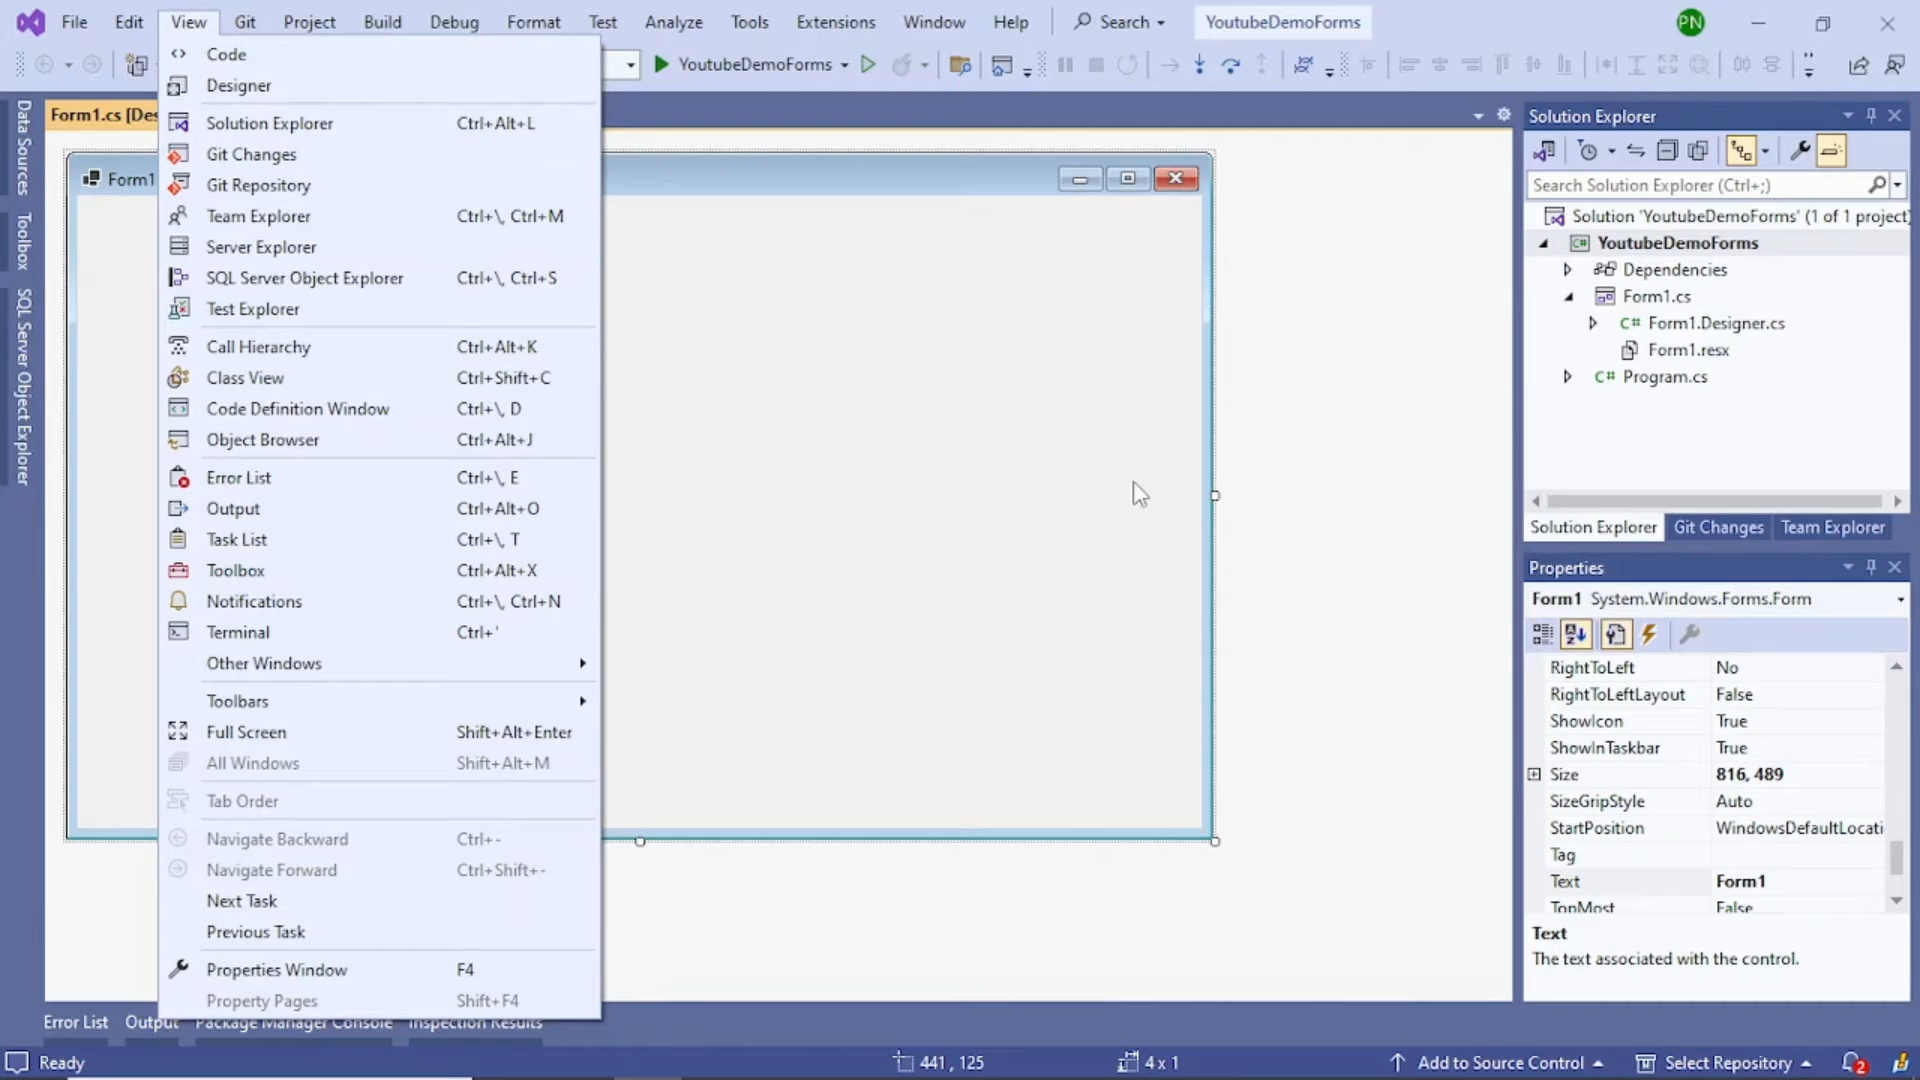 File Edit View Git Project Build Debug Format Test Analyze Tools Extensions Window Help Search YoutubeDemoForms PN
YoutubeDemoForms
Data Sources
Toolbox
SQL Server Object Explorer
Form1.cs [Des
Form1
Code
Designer
Solution Explorer Ctrl+Alt+L
Git Changes
Git Repository
Team Explorer Ctrl+\, Ctrl+M
Server Explorer
SQL Server Object Explorer Ctrl+\, Ctrl+S
Test Explorer
Call Hierarchy Ctrl+Alt+K
Class View Ctrl+Shift+C
Code Definition Window Ctrl+\, D
Object Browser Ctrl+Alt+J
Error List Ctrl+\, E
Output Ctrl+Alt+O
Task List Ctrl+\, T
Toolbox Ctrl+Alt+X
Notifications Ctrl+\, Ctrl+N
Terminal Ctrl+'
Other Windows
Toolbars
Full Screen Shift+Alt+Enter
All Windows Shift+Alt+M
Tab Order
Navigate Backward Ctrl+-
Navigate Forward Ctrl+Shift+-
Next Task
Previous Task
Properties Window F4
Property Pages Shift+F4
Solution Explorer
Search Solution Explorer (Ctrl+;)
Solution 'YoutubeDemoForms' (1 of 1 project)
C# YoutubeDemoForms
Dependencies
Form1.cs
C# Form1.Designer.cs
Form1.resx
C# Program.cs
Solution Explorer Git Changes Team Explorer
Properties
Form1 System.Windows.Forms.Form
RightToLeft No
RightToLeftLayout False
ShowIcon True
ShowInTaskbar True
Size 816, 489
SizeGripStyle Auto
StartPosition WindowsDefaultLocati
Tag
Text Form1
TopMost False
Text
The text associated with the control.
Error List Output Package Manager Console Inspection Results
Ready 441 , 125 4 x 1 Add to Source Control Select Repository 2